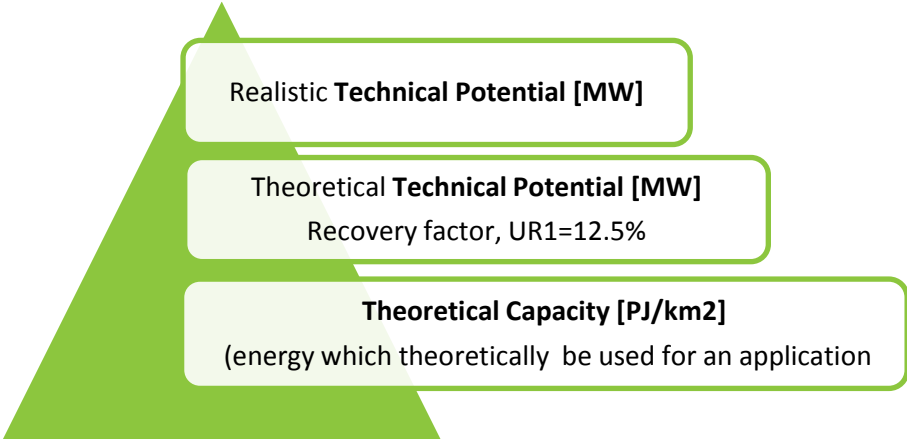 Realistic Technical Potential [MW]
Theoretical Technical Potential [MW]
Recovery factor, UR1=12.5%
Theoretical Capacity [PJ/km2]
(energy which theoretically  be used for an application